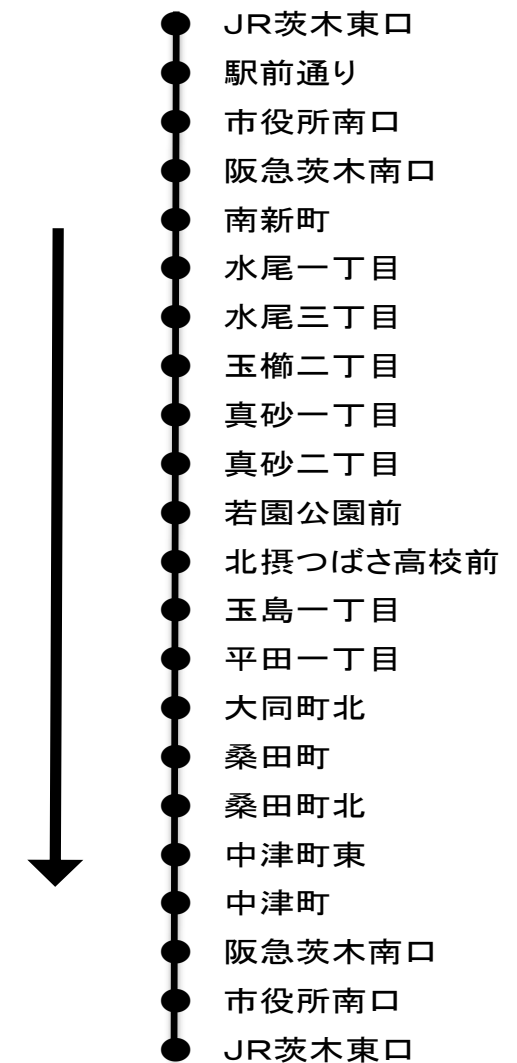 JR茨木東口
駅前通り
市役所南口
阪急茨木南口
南新町
水尾一丁目
水尾三丁目
玉櫛二丁目
真砂一丁目
真砂二丁目
若園公園前
北摂つばさ高校前
玉島一丁目
平田一丁目
大同町北
桑田町
桑田町北
中津町東
中津町
阪急茨木南口
市役所南口
JR茨木東口